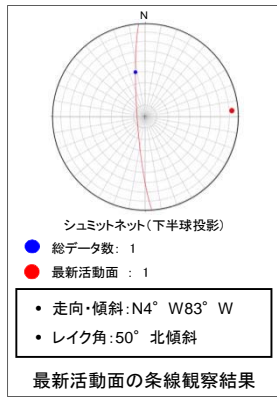 N
シュミットネット(下半球投影)
総データ数: 1
最新活動面 : 1
• 走向・傾斜:N4° W83° W
• レイク角:50° 北傾斜
最新活動面の条線観察結果